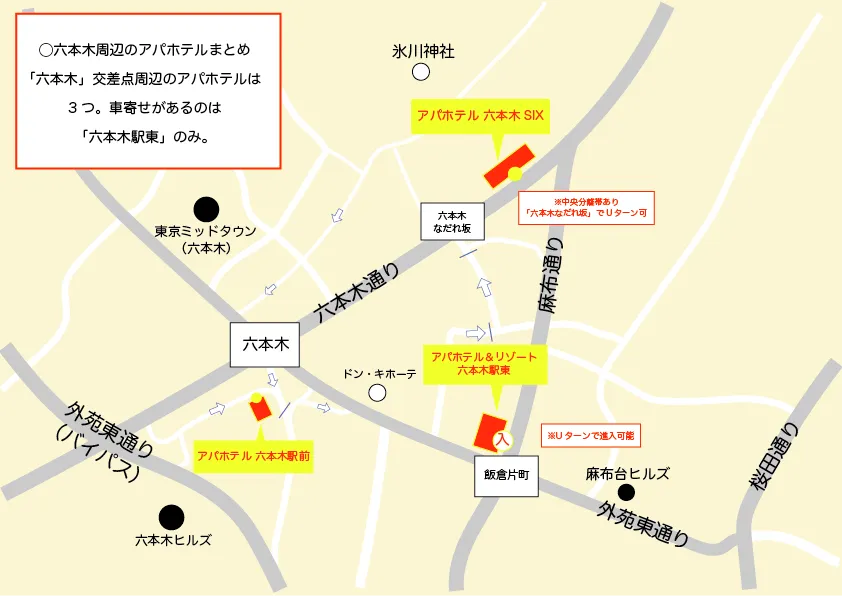 ○六本木周辺のアパホテルまとめ
「六本木」交差点周辺のアパホテルは
3つ。車寄せがあるのは
「六本木駅東」のみ。
氷川神社
アパホテル 六本木 SIX
※中央分離帯あり
「六本木なだれ坂」でUターン可
六本木
なだれ坂
東京ミッドタウン
(六本木)
六本木通り
麻布通り
六本木
ドン・キホーテ
アパホテル&リゾート
六本木駅東
外苑東通り
(バイパス)
アパホテル 六本木駅前
入
※Uターンで進入可能
飯倉片町
麻布台ヒルズ
桜田通り
外苑東通り
六本木ヒルズ